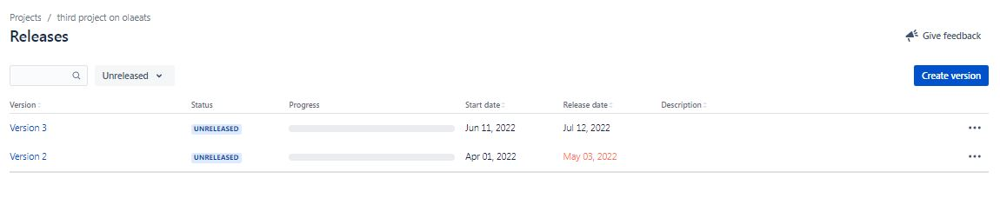 Projects / third project on olaeats
Releases
Give feedback
Unreleased
Create version
Version Status Progress Start date Release date Description
Version 3 UNRELEASED Jun 11, 2022 Jul 12, 2022 •••
Version 2 UNRELEASED Apr 01, 2022 May 03, 2022 •••